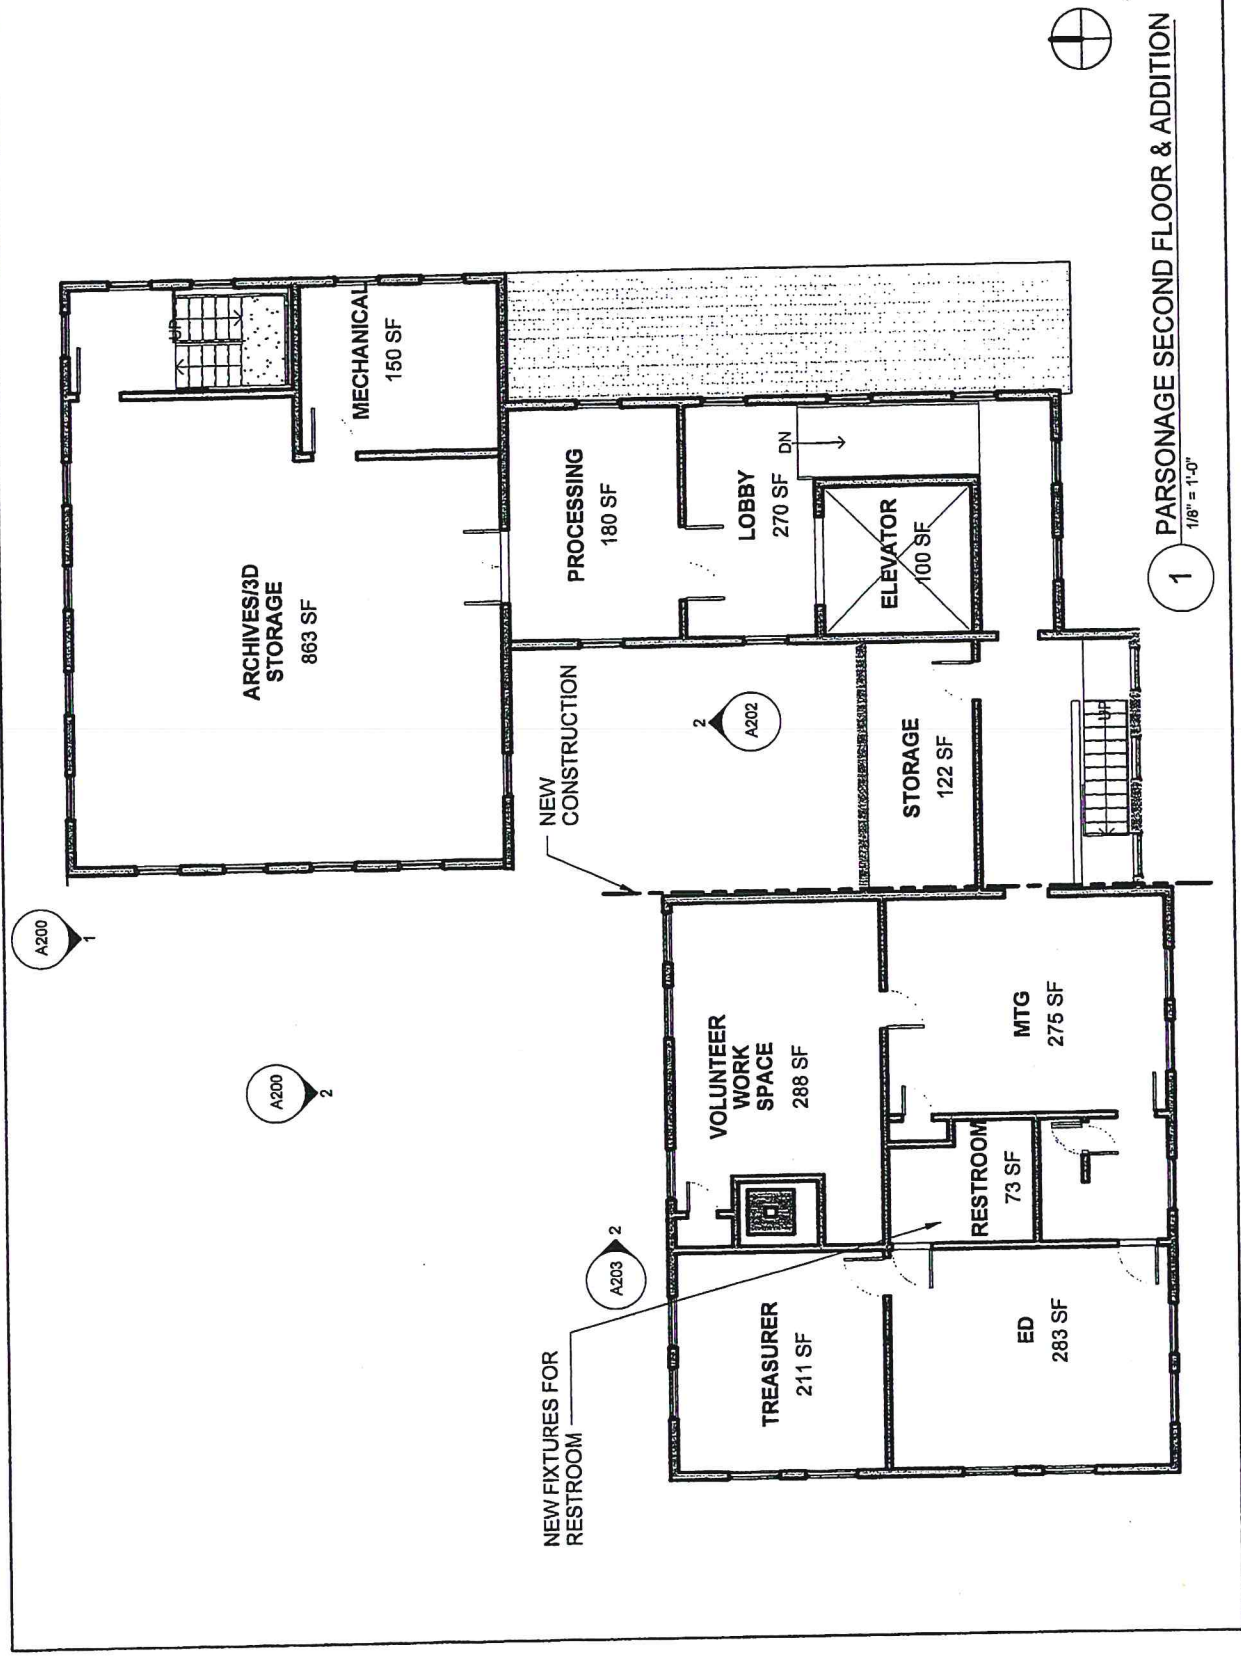 A200
1
A200
2
A203
2
2
A202
ARCHIVES/3D
STORAGE
863 SF
UP
MECHANICAL
150 SF
PROCESSING
180 SF
LOBBY
270 SF
DN
ELEVATOR
100 SF
NEW
CONSTRUCTION
STORAGE
122 SF
UP
VOLUNTEER
WORK
SPACE
288 SF
MTG
275 SF
RESTROOM
73 SF
NEW FIXTURES FOR
RESTROOM
TREASURER
211 SF
ED
283 SF
1
PARSONAGE SECOND FLOOR & ADDITION
1/8" = 1'-0"